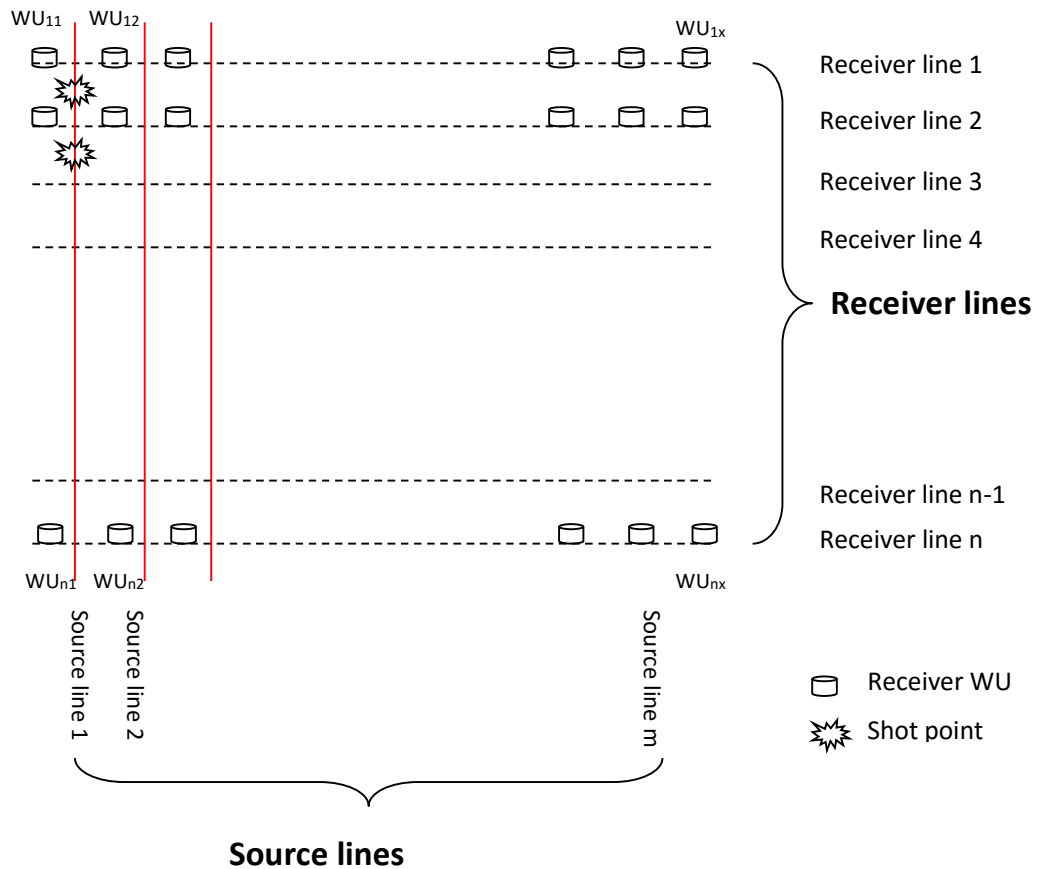 WU11 WU12
WU1x
Receiver line 1
Receiver line 2
Receiver line 3
Receiver line 4
Receiver lines
Receiver line n-1
Receiver line n
WUn1 WUn2 WUnx
Source line 1
Source line 2
Source line m
Receiver WU
Shot point
Source lines